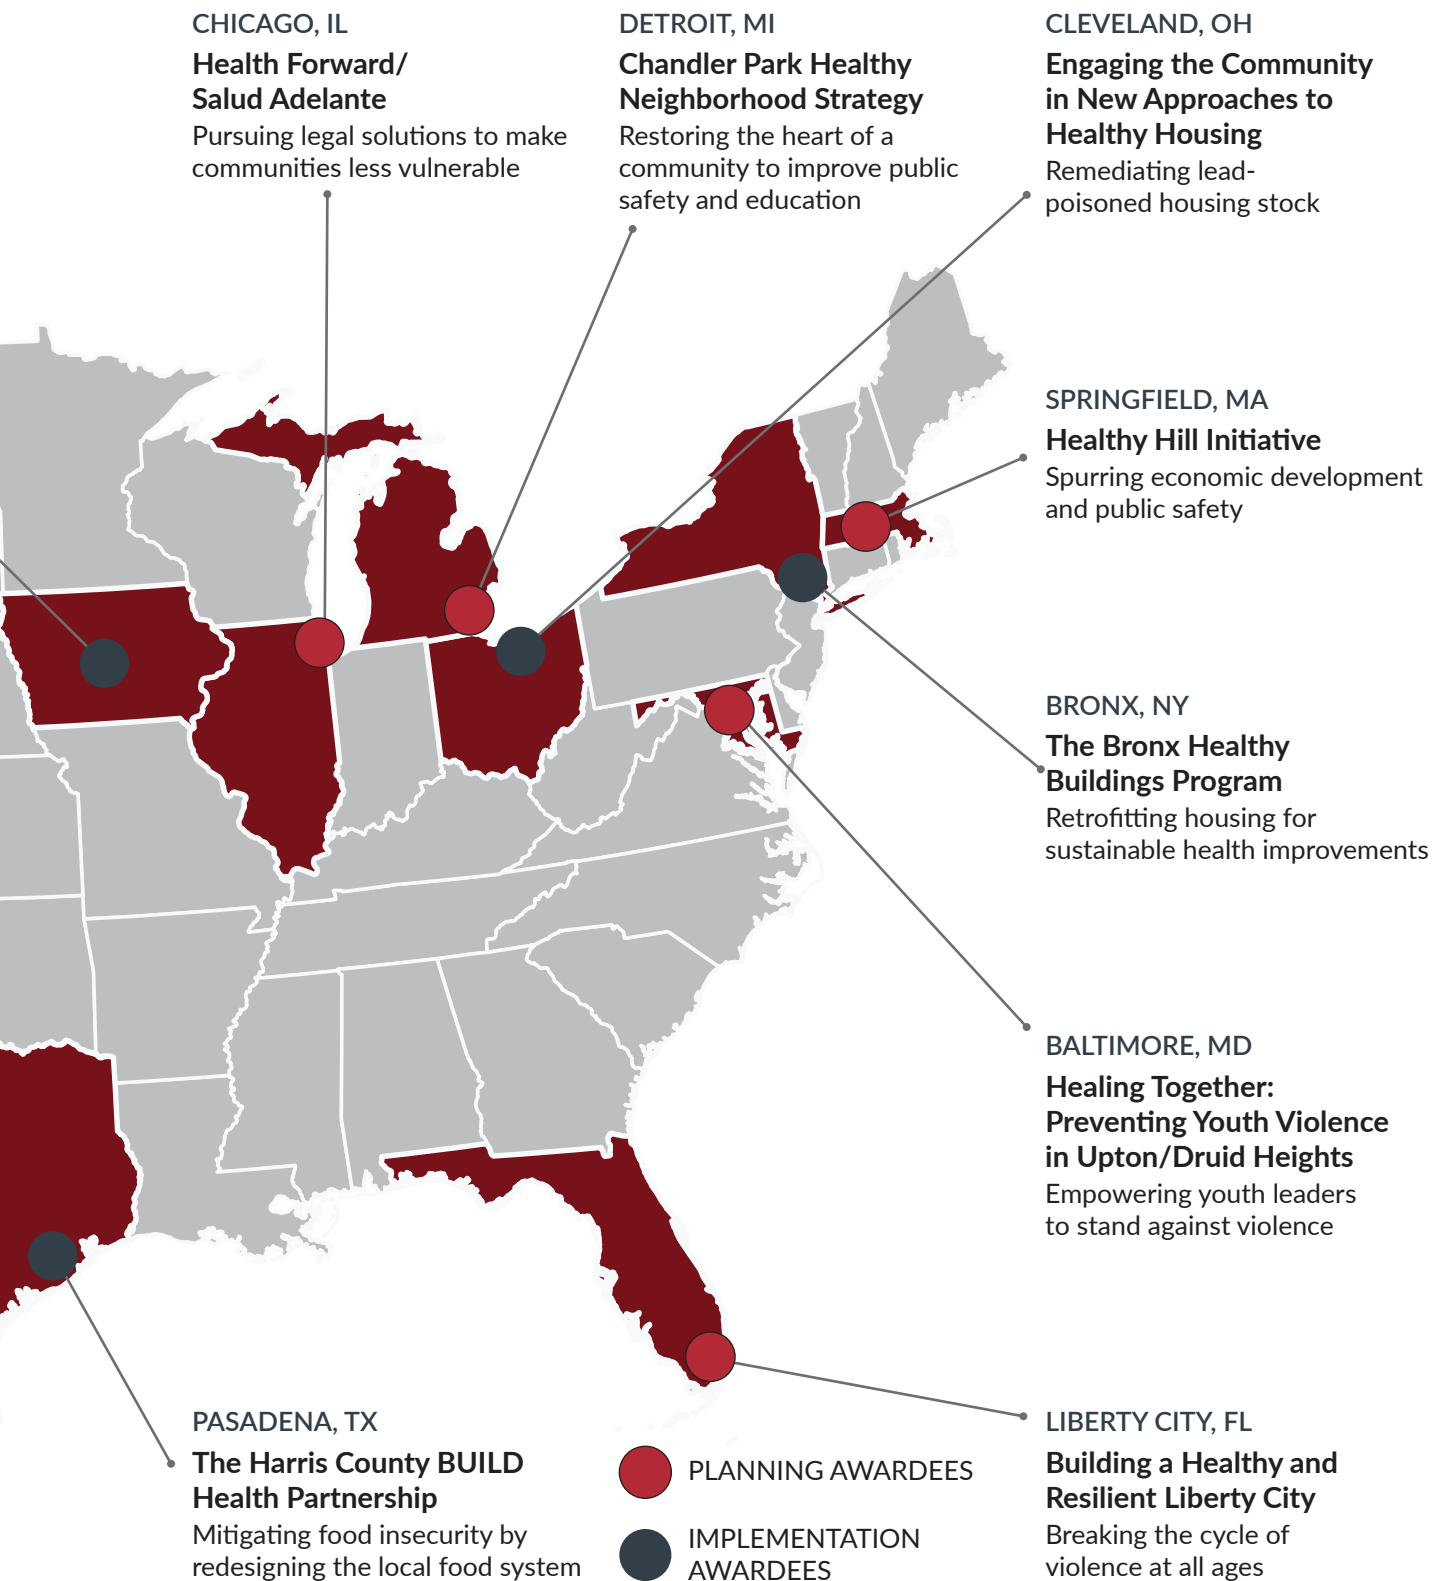 CHICAGO, IL
Health Forward/
Salud Adelante
Pursuing legal solutions to make
communities less vulnerable
DETROIT, MI
Chandler Park Healthy
Neighborhood Strategy
Restoring the heart of a
community to improve public
safety and education
CLEVELAND, OH
Engaging the Community
in New Approaches to
Healthy Housing
Remediating lead-
poisoned housing stock
SPRINGFIELD, MA
Healthy Hill Initiative
Spurring economic development
and public safety
BRONX, NY
The Bronx Healthy
Buildings Program
Retrofitting housing for
sustainable health improvements
BALTIMORE, MD
Healing Together:
Preventing Youth Violence
in Upton/Druid Heights
Empowering youth leaders
to stand against violence
PASADENA, TX
The Harris County BUILD
Health Partnership
Mitigating food insecurity by
redesigning the local food system
PLANNING AWARDEES
IMPLEMENTATION
AWARDEES
LIBERTY CITY, FL
Building a Healthy and
Resilient Liberty City
Breaking the cycle of
violence at all ages